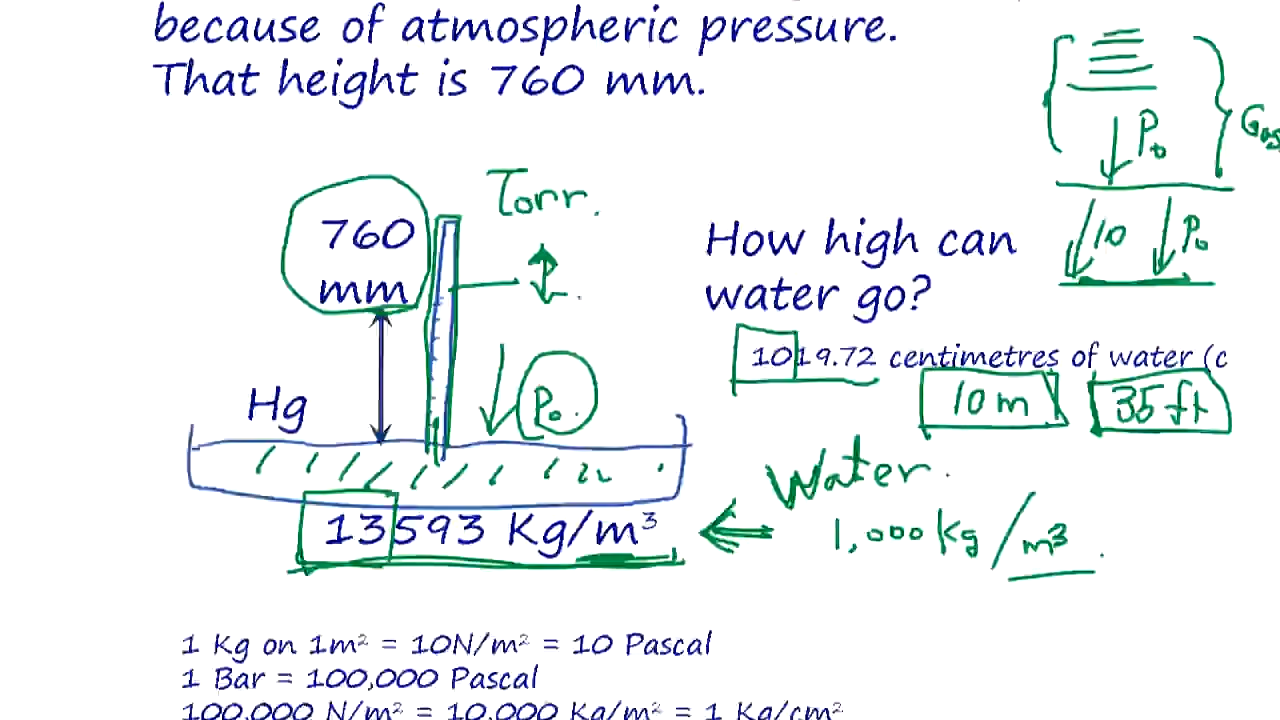 because of atmospheric pressure.
That height is 760 mm.
P₀
10 P₀
Torr.
760
mm
How high can
water go?
1019.72 centimetres of water (c
10 m 35 ft
P₀.
Hg
Water.
13593 Kg/m³
1,000 kg/m³.
1 Kg on 1m² = 10N/m² = 10 Pascal
1 Bar = 100,000 Pascal
100,000 N/m² = 10,000 Kg/m² = 1 Kg/cm²